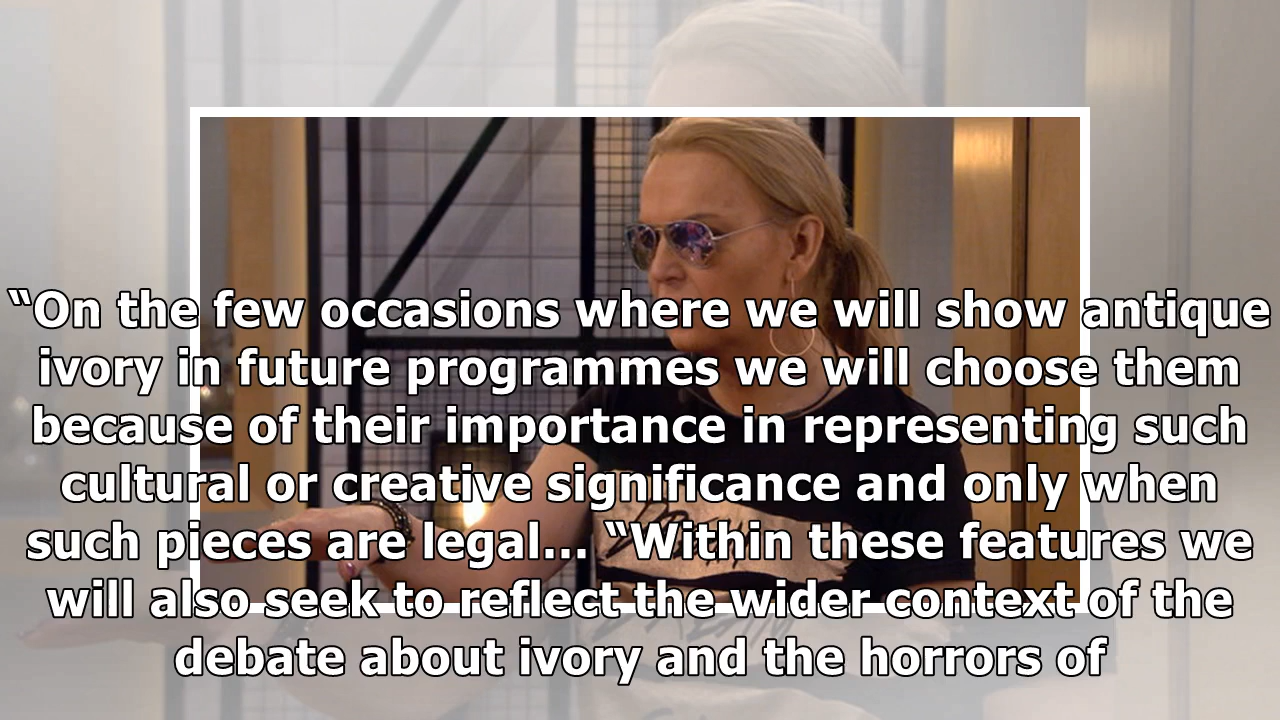 “On the few occasions where we will show antique
ivory in future programmes we will choose them
because of their importance in representing such
cultural or creative significance and only when
such pieces are legal... “Within these features we
will also seek to reflect the wider context of the
debate about ivory and the horrors of